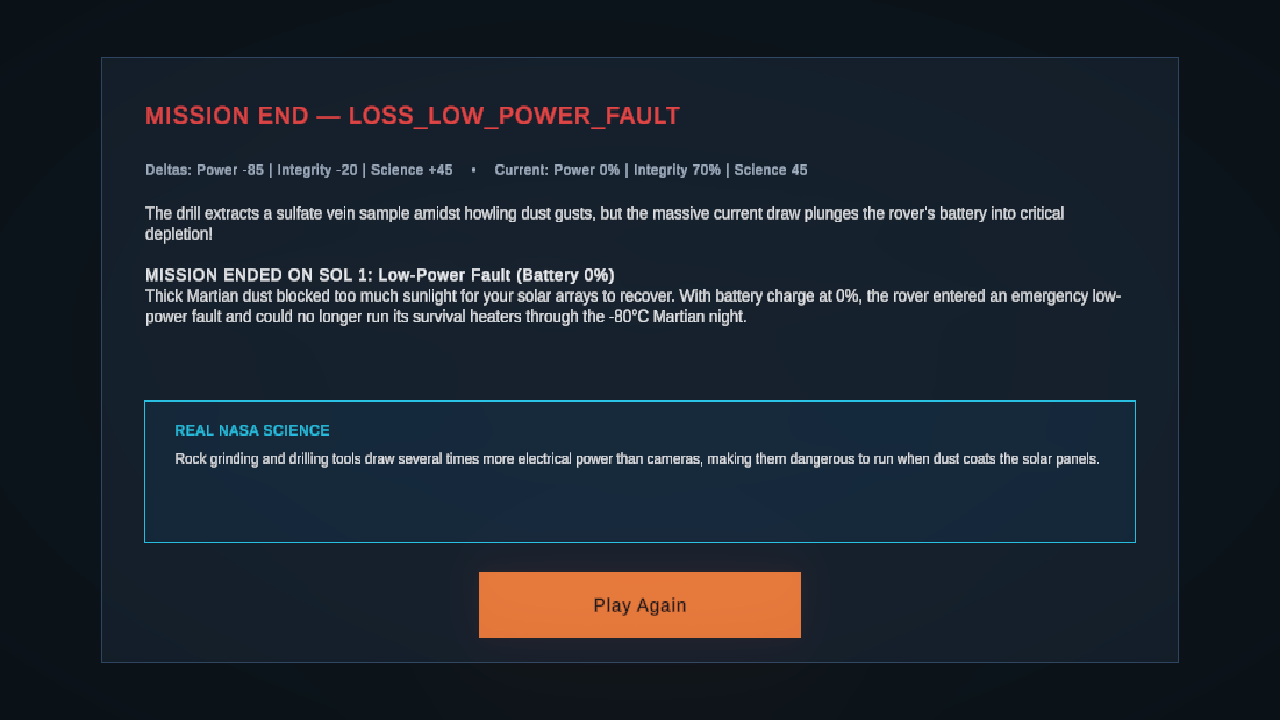 MISSION END — LOSS_LOW_POWER_FAULT
Deltas: Power -85 | Integrity -20 | Science +45 • Current: Power 0% | Integrity 70% | Science 45
The drill extracts a sulfate vein sample amidst howling dust gusts, but the massive current draw plunges the rover's battery into critical
depletion!
MISSION ENDED ON SOL 1: Low-Power Fault (Battery 0%)
Thick Martian dust blocked too much sunlight for your solar arrays to recover. With battery charge at 0%, the rover entered an emergency low-
power fault and could no longer run its survival heaters through the -80°C Martian night.
REAL NASA SCIENCE
Rock grinding and drilling tools draw several times more electrical power than cameras, making them dangerous to run when dust coats the solar panels.
Play Again